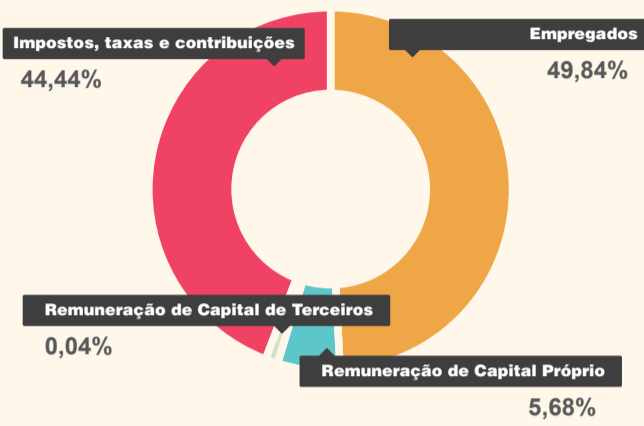 Empregados
Impostos, taxas e contribuições
49,84%
44,44%
Remuneração de Capital de Terceiros
0,04%
Remuneração de Capital Próprio
5,68%